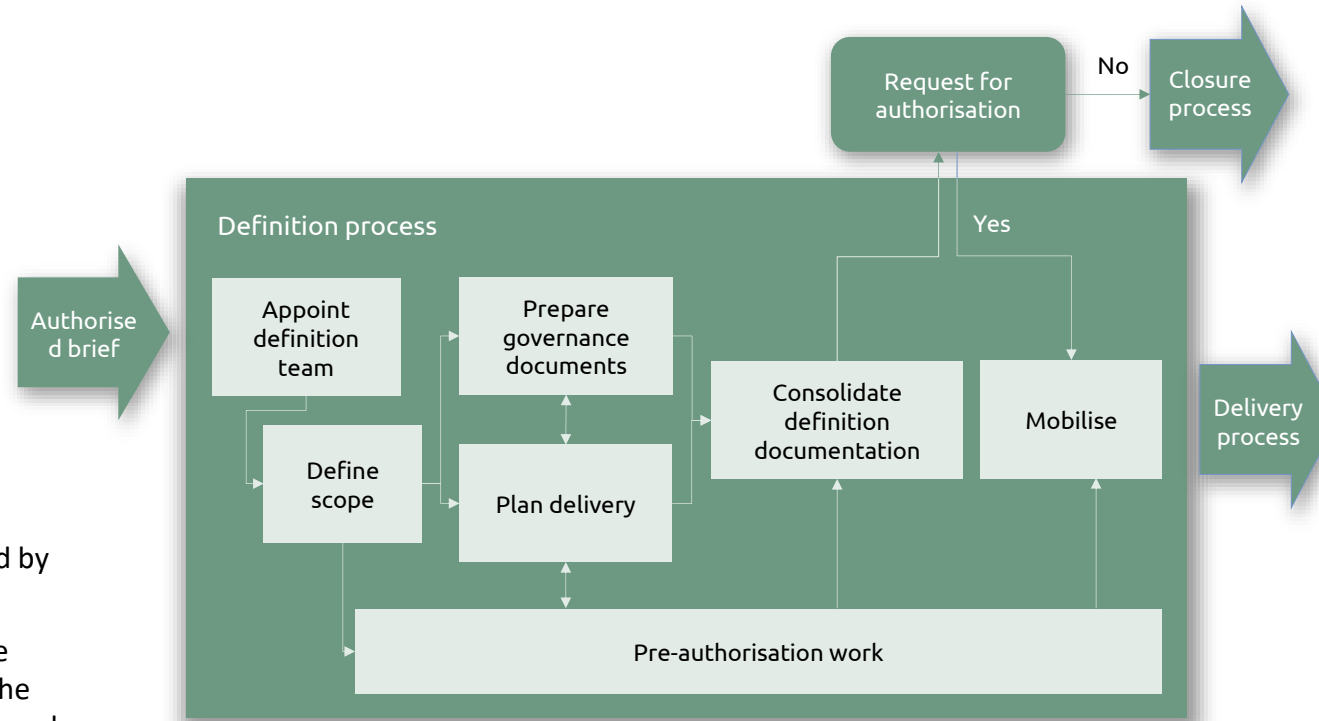 Request for
authorisation
No
Closure
process
Definition process
Yes
Authorise
d brief
Appoint
definition
team
Prepare
governance
documents
Define
scope
Plan delivery
Consolidate
definition
documentation
Mobilise
Delivery
process
Pre-authorisation work
by